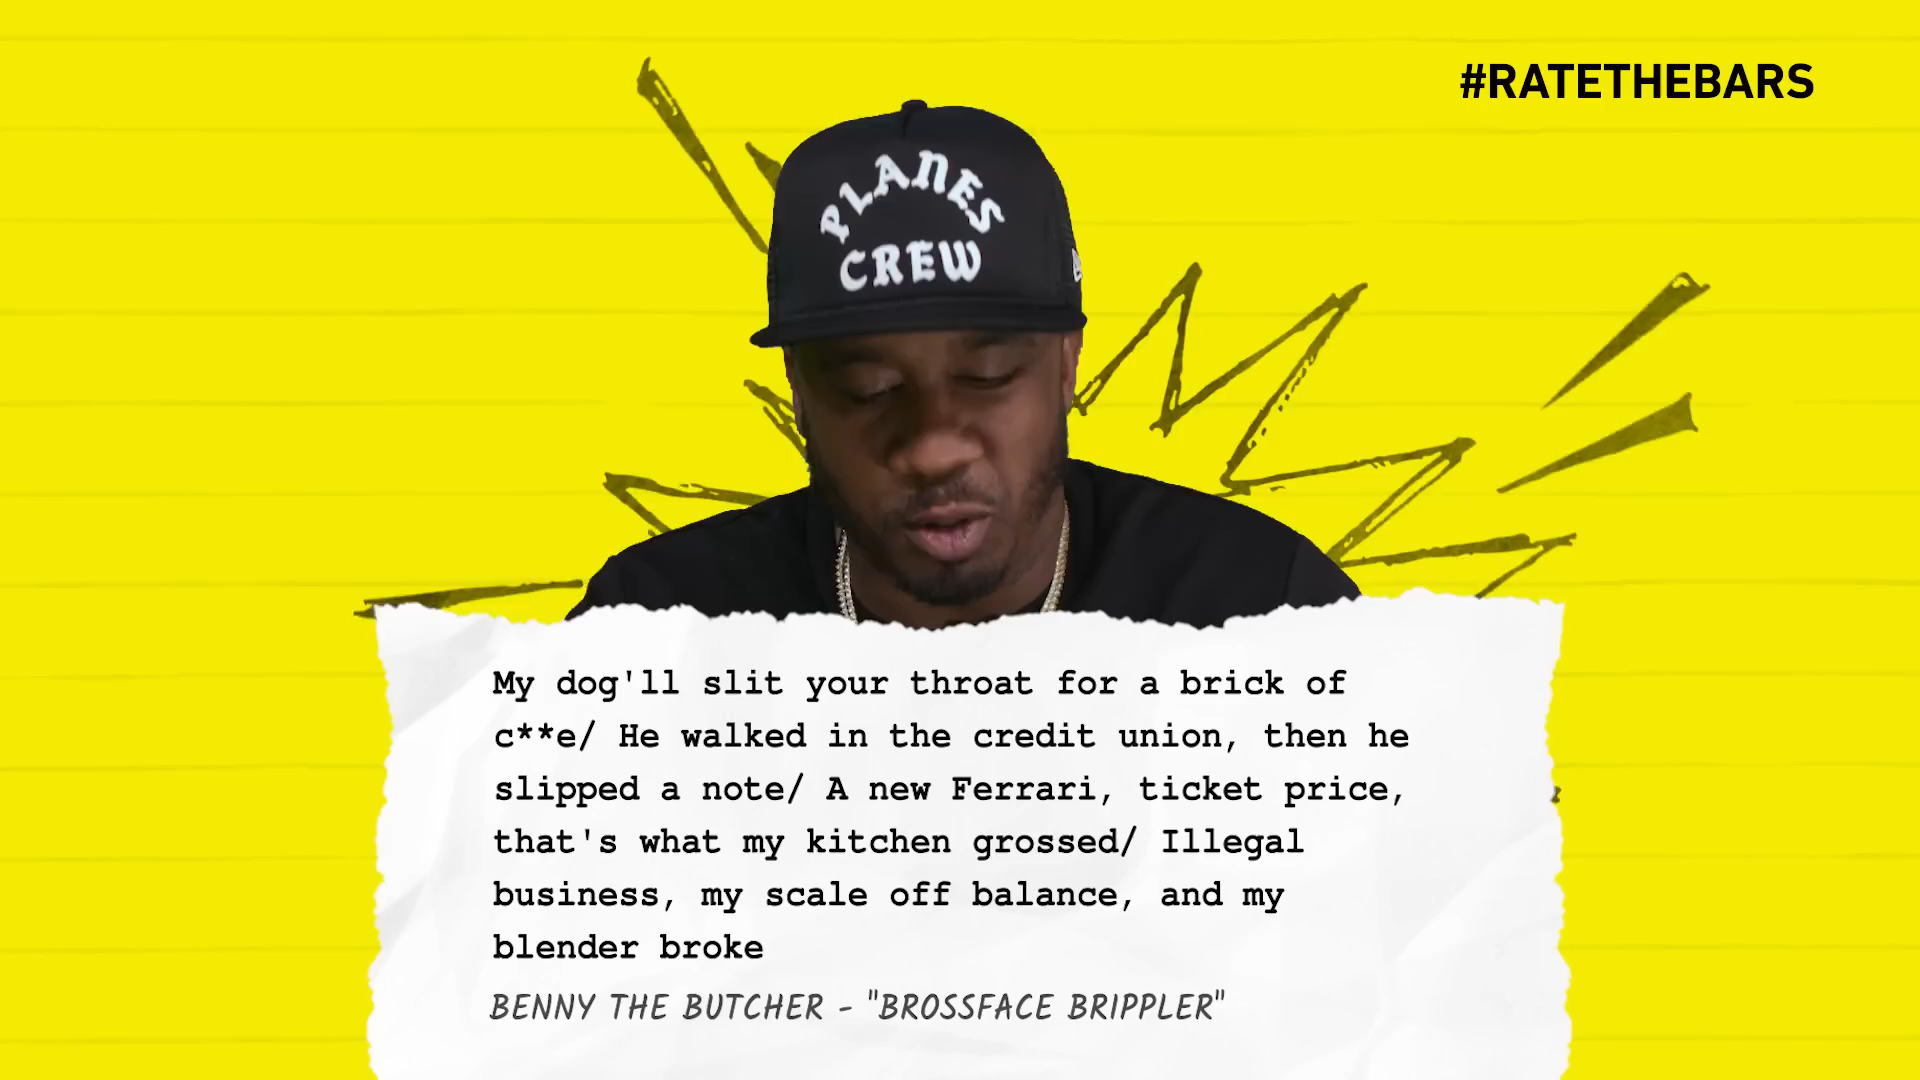 #RATETHEBARS
PLANES
CREW
My dog'll slit your throat for a brick of
c**e/ He walked in the credit union, then he
slipped a note/ A new Ferrari, ticket price,
that's what my kitchen grossed/ Illegal
business, my scale off balance, and my
blender broke
BENNY THE BUTCHER - "BROSSFACE BRIPPLER"